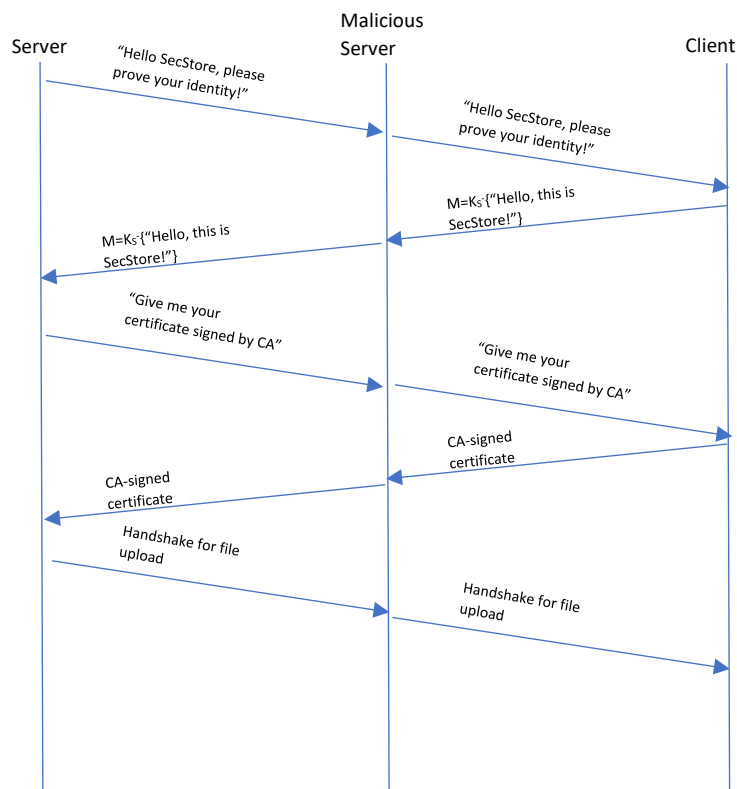 Malicious
Server
Server
Client
“Hello SecStore, please
prove your identity!”
“Hello SecStore, please
prove your identity!”
M=Ks-{“Hello, this is
SecStore!”}
M=Ks-{“Hello, this is
SecStore!”}
“Give me your
certificate signed by CA”
“Give me your
certificate signed by CA”
CA-signed
certificate
CA-signed
certificate
Handshake for file
upload
Handshake for file
upload